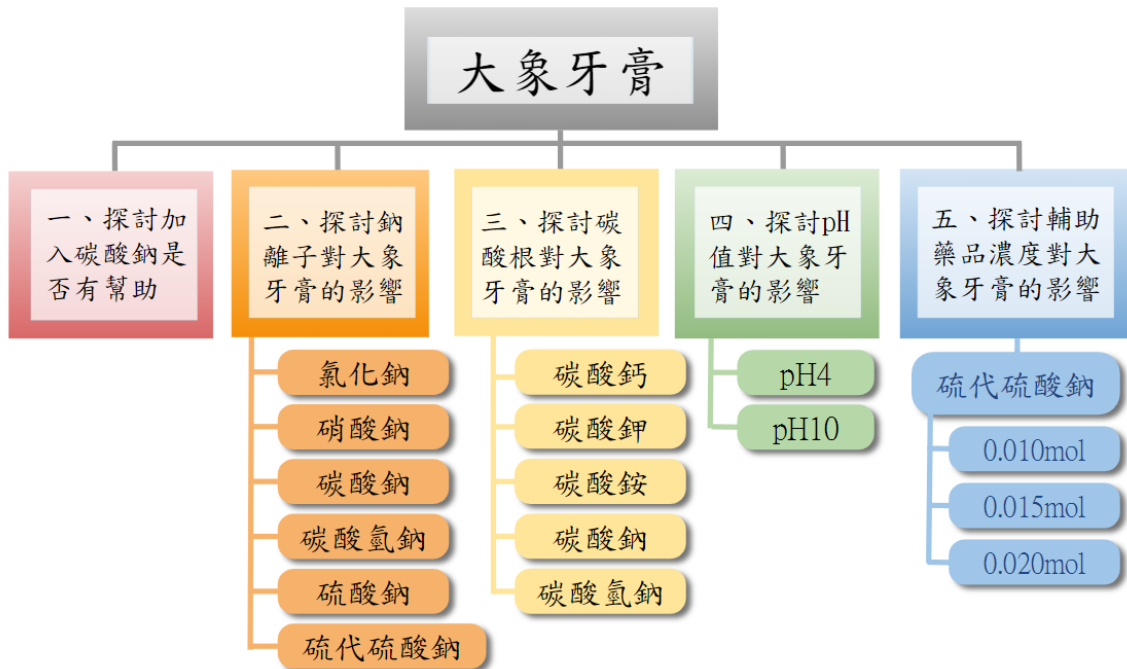 大象牙膏
一、探討加
入碳酸鈉是
否有幫助
二、探討鈉
離子對大象
牙膏的影響
氯化鈉
硝酸鈉
碳酸鈉
碳酸氫鈉
硫酸鈉
硫代硫酸鈉
三、探討碳
酸根對大象
牙膏的影響
碳酸鈣
碳酸鉀
碳酸銨
碳酸鈉
碳酸氫鈉
四、探討pH
值對大象牙
膏的影響
pH4
pH10
五、探討輔助
藥品濃度對大
象牙膏的影響
硫代硫酸鈉
0.010mol
0.015mol
0.020mol